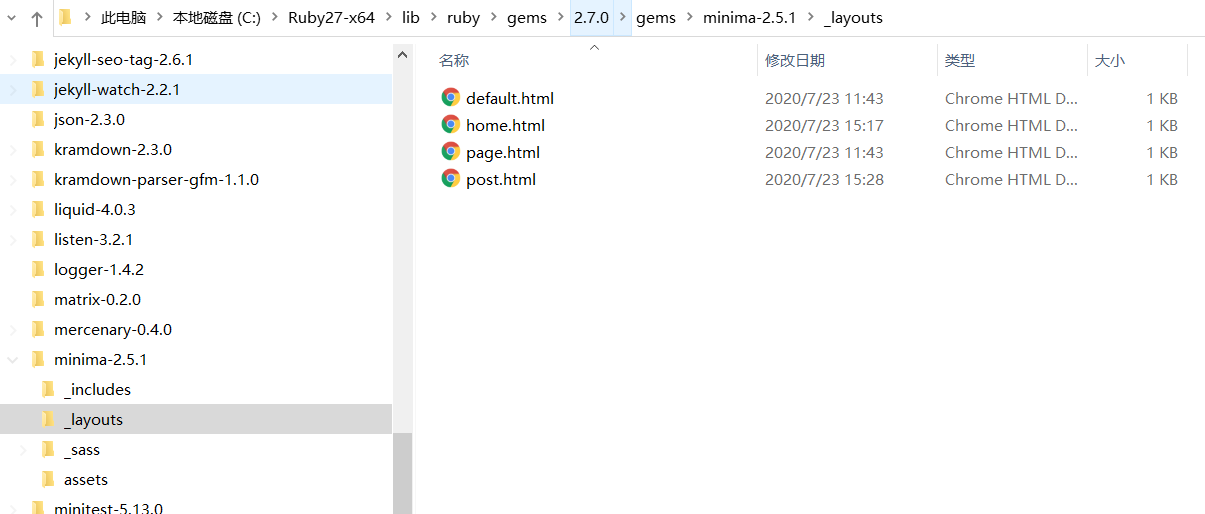 此电脑 > 本地磁盘 (C:) > Ruby27-x64 > lib > ruby > gems > 2.7.0 > gems > minima-2.5.1 > _layouts
jekyll-seo-tag-2.6.1
jekyll-watch-2.2.1
json-2.3.0
kramdown-2.3.0
kramdown-parser-gfm-1.1.0
liquid-4.0.3
listen-3.2.1
logger-1.4.2
matrix-0.2.0
mercenary-0.4.0
minima-2.5.1
_includes
_layouts
_sass
assets
minitest-5.13.0
名称 修改日期 类型 大小
default.html 2020/7/23 11:43 Chrome HTML D... 1 KB
home.html 2020/7/23 15:17 Chrome HTML D... 1 KB
page.html 2020/7/23 11:43 Chrome HTML D... 1 KB
post.html 2020/7/23 15:28 Chrome HTML D... 1 KB